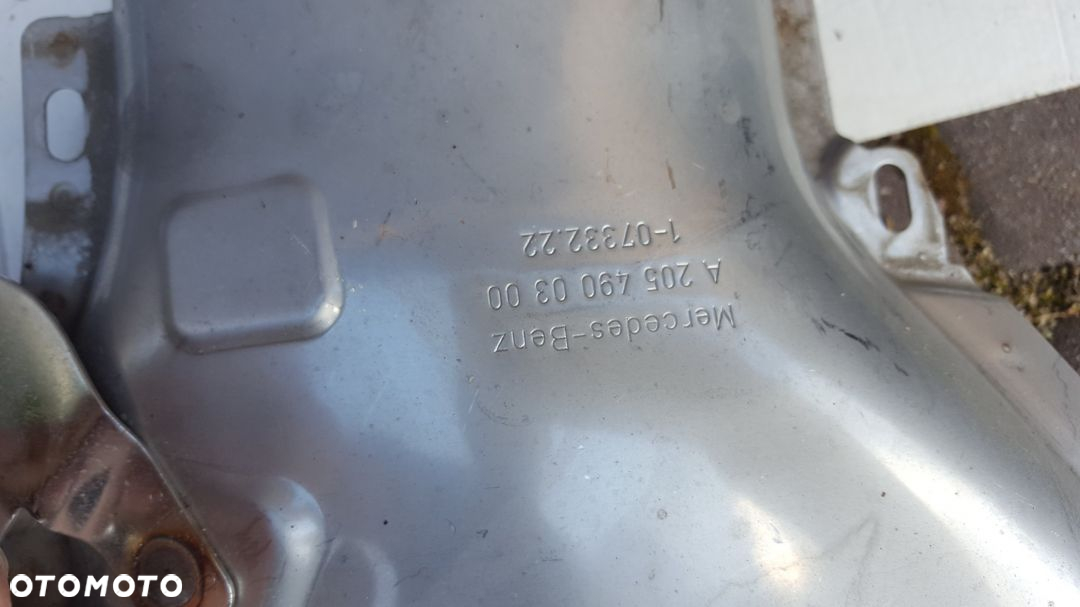 Mercedes-Benz
A 205 490 03 00
1-07332.22
OTOMOTO